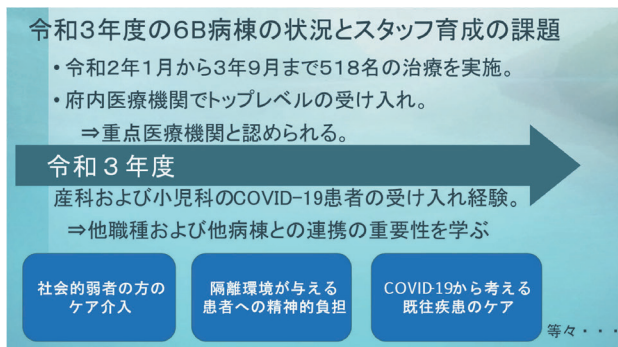 令和3年度の6B病棟の状況とスタッフ育成の課題
・令和2年1月から3年9月まで518名の治療を実施。
・府内医療機関でトップレベルの受け入れ。
⇒重点医療機関と認められる。
令和３年度
産科および小児科のCOVID-19患者の受け入れ経験。
⇒他職種および他病棟との連携の重要性を学ぶ
社会的弱者の方の
ケア介入
隔離環境が与える
患者への精神的負担
COVID-19から考える
既往疾患のケア
等々・・・